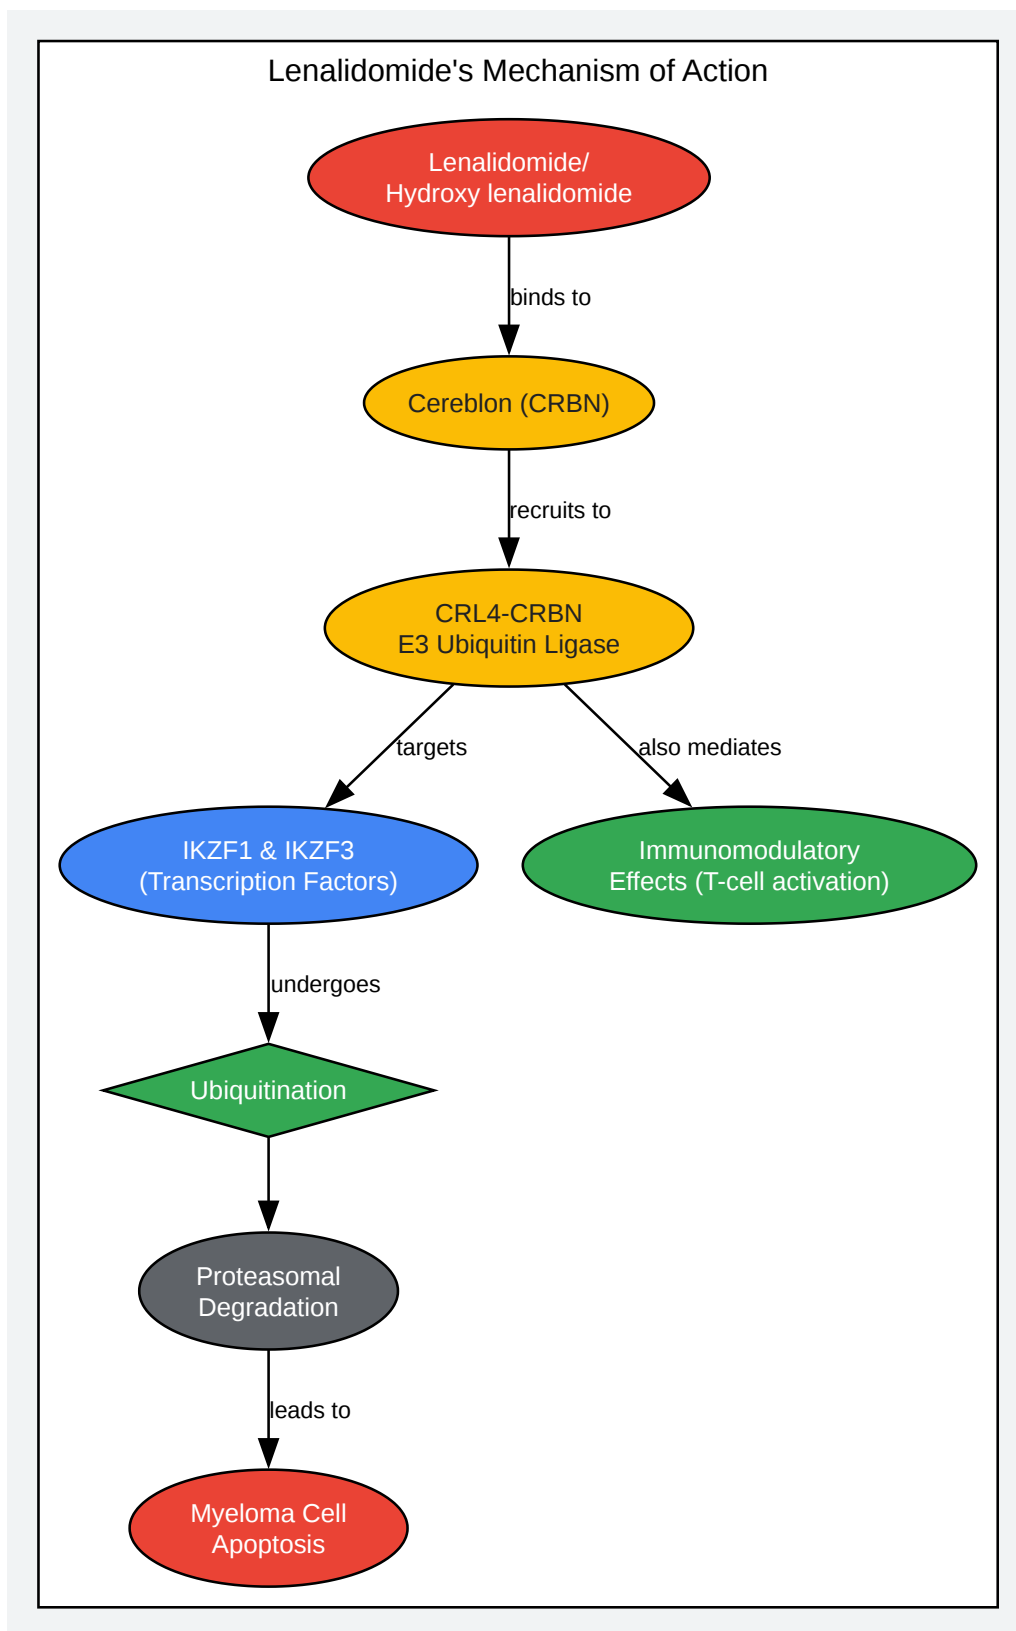 Lenalidomide's Mechanism of Action
Lenalidomide/
Hydroxy lenalidomide
binds to
Cereblon (CRBN)
recruits to
CRL4-CRBN
E3 Ubiquitin Ligase
targets
also mediates
IKZF1 & IKZF3
(Transcription Factors)
Immunomodulatory
Effects (T-cell activation)
undergoes
Ubiquitination
Proteasomal
Degradation
leads to
Myeloma Cell
Apoptosis